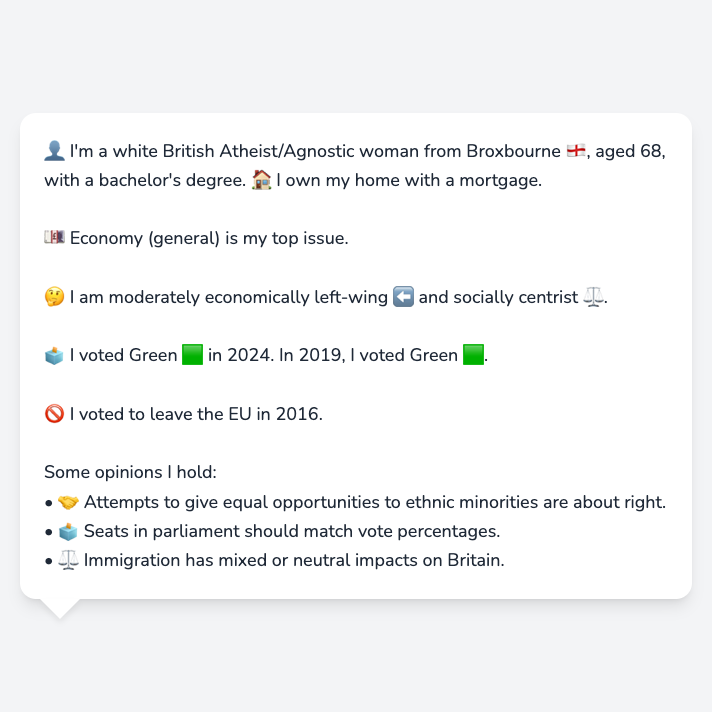 👤 I'm a white British Atheist/Agnostic woman from Broxbourne 🏴󠁧󠁢󠁥󠁮󠁧󠁿, aged 68,
with a bachelor's degree. 🏠 I own my home with a mortgage.
💷 Economy (general) is my top issue.
🤔 I am moderately economically left-wing ⬅️ and socially centrist ⚖️.
🗳️ I voted Green 🟩 in 2024. In 2019, I voted Green 🟩.
🚫 I voted to leave the EU in 2016.
Some opinions I hold:
• 🤝 Attempts to give equal opportunities to ethnic minorities are about right.
• 🗳️ Seats in parliament should match vote percentages.
• ⚖️ Immigration has mixed or neutral impacts on Britain.